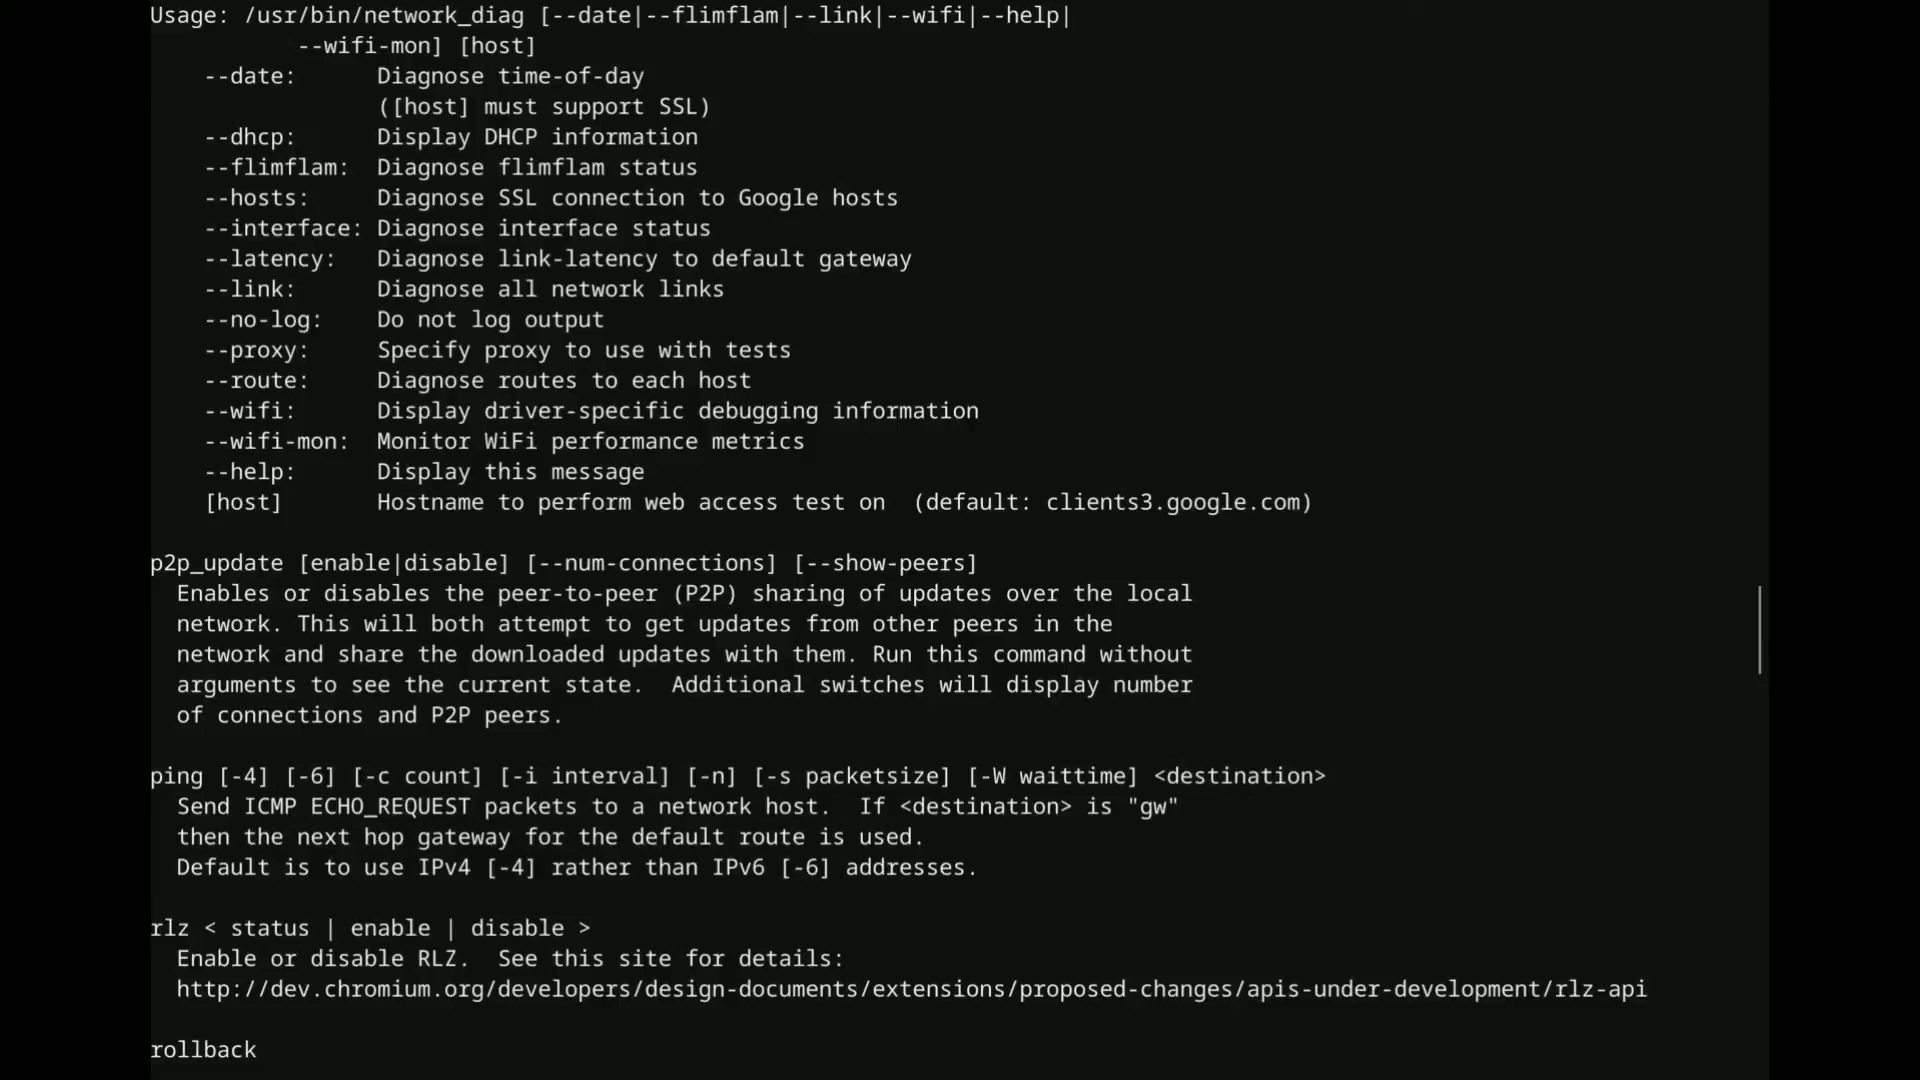 Usage: /usr/bin/network_diag [--date|--flimflam|--link|--wifi|--help|
--wifi-mon] [host]
--date: Diagnose time-of-day
([host] must support SSL)
--dhcp: Display DHCP information
--flimflam: Diagnose flimflam status
--hosts: Diagnose SSL connection to Google hosts
--interface: Diagnose interface status
--latency: Diagnose link-latency to default gateway
--link: Diagnose all network links
--no-log: Do not log output
--proxy: Specify proxy to use with tests
--route: Diagnose routes to each host
--wifi: Display driver-specific debugging information
--wifi-mon: Monitor WiFi performance metrics
--help: Display this message
[host] Hostname to perform web access test on (default: clients3.google.com)
p2p_update [enable|disable] [--num-connections] [--show-peers]
Enables or disables the peer-to-peer (P2P) sharing of updates over the local
network. This will both attempt to get updates from other peers in the
network and share the downloaded updates with them. Run this command without
arguments to see the current state. Additional switches will display number
of connections and P2P peers.
ping [-4] [-6] [-c count] [-i interval] [-n] [-s packetsize] [-W waittime] <destination>
Send ICMP ECHO_REQUEST packets to a network host. If <destination> is "gw"
then the next hop gateway for the default route is used.
Default is to use IPv4 [-4] rather than IPv6 [-6] addresses.
rlz < status | enable | disable >
Enable or disable RLZ. See this site for details:
http://dev.chromium.org/developers/design-documents/extensions/proposed-changes/apis-under-development/rlz-api
rollback